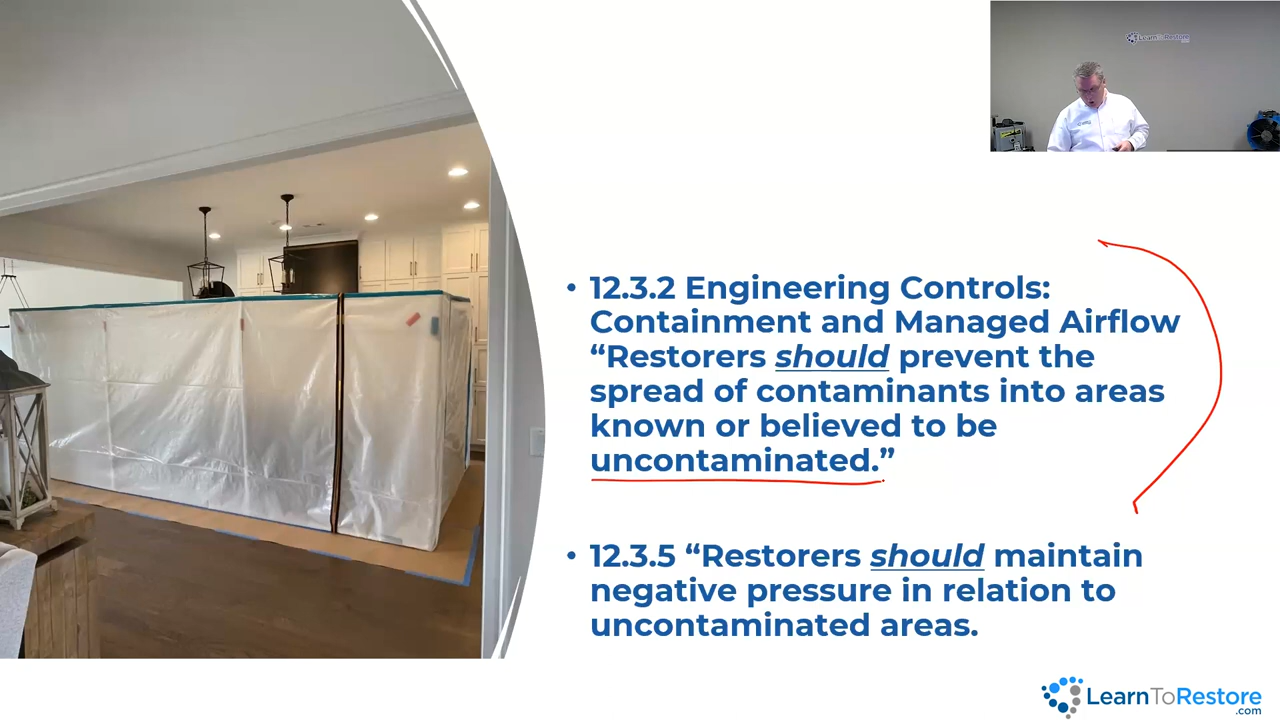 LearnToRestore
• 12.3.2 Engineering Controls:
Containment and Managed Airflow
“Restorers should prevent the
spread of contaminants into areas
known or believed to be
uncontaminated.”
• 12.3.5 “Restorers should maintain
negative pressure in relation to
uncontaminated areas.
LearnToRestore
.com